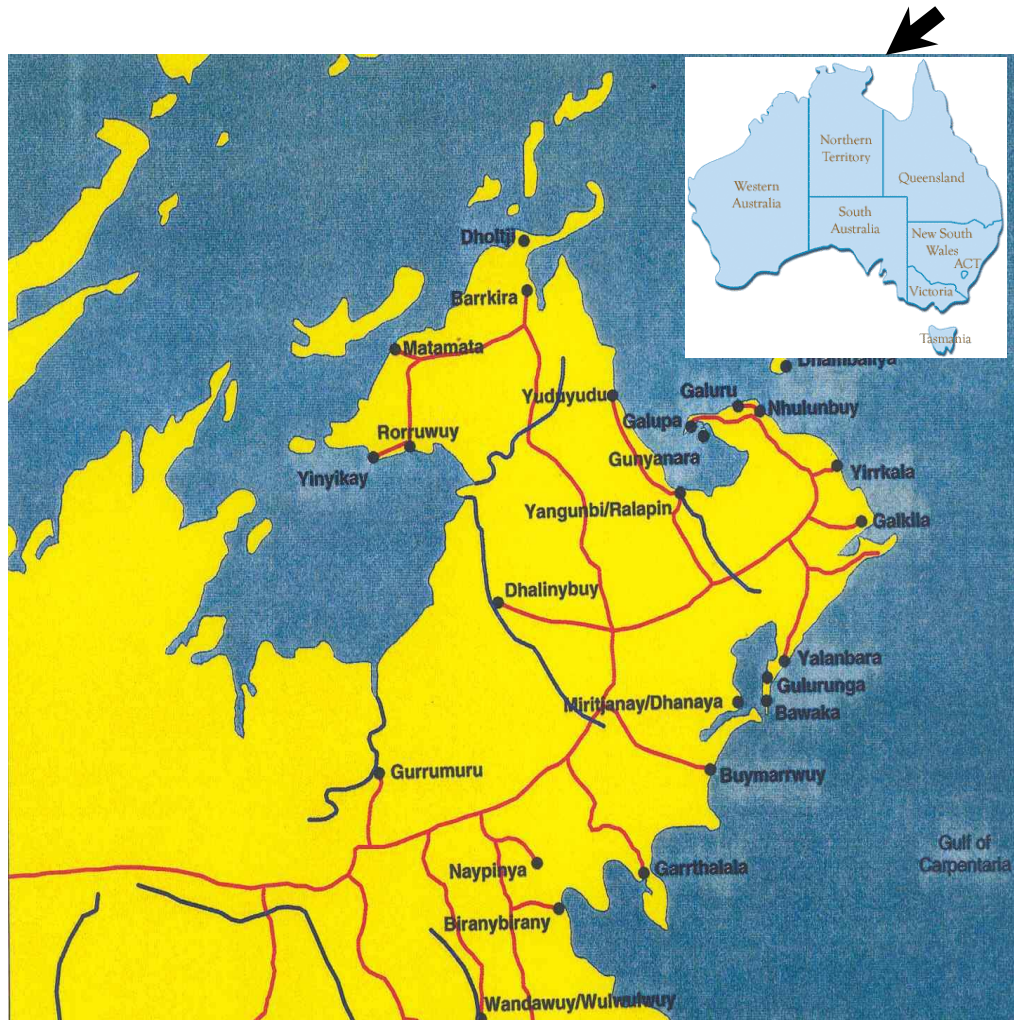 Northern
Territory
Queensland
Western
Australia
South
Australia
New South
Wales
ACT
Victoria
Tasmania
Dholtji
Barrkira
Matamata
Dhambaliya
Yuduyudu
Galuru
Nhulunbuy
Galupa
Rorruwuy
Gunyanara
Yinyikay
Yirrkala
Yangunbi/Ralapin
Galkila
Dhalinybuy
Yalanbara
Gulurunga
Miritjanay/Dhanaya
Bawaka
Gurrumuru
Buymarrwuy
Gulf of
Carpentaria
Naypinya
Garrthalala
Biranybirany
Wandawuy/Wulwulwuy